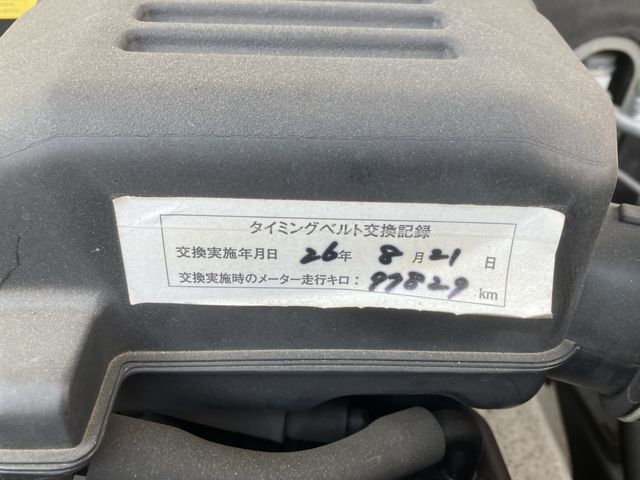 タイミングベルト交換記録
交換実施年月日 26年 8月21日
交換実施時のメーター走行キロ：97829km